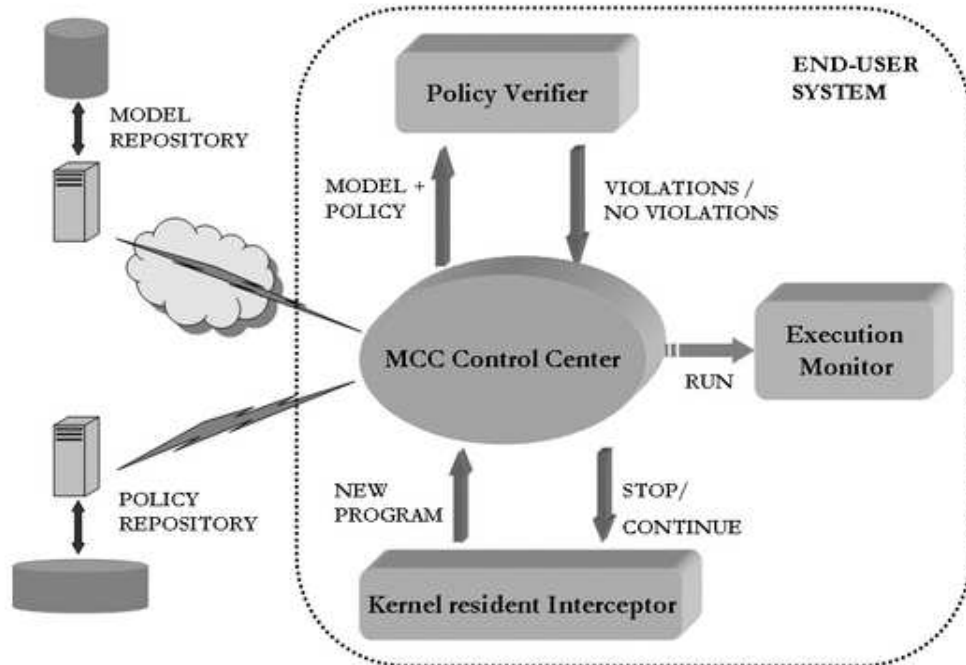 END-USER
SYSTEM
Policy Verifier
MODEL
REPOSITORY
MODEL +
POLICY
VIOLATIONS /
NO VIOLATIONS
MCC Control Center
Execution
Monitor
RUN
POLICY
REPOSITORY
NEW
PROGRAM
STOP/
CONTINUE
Kernel resident Interceptor